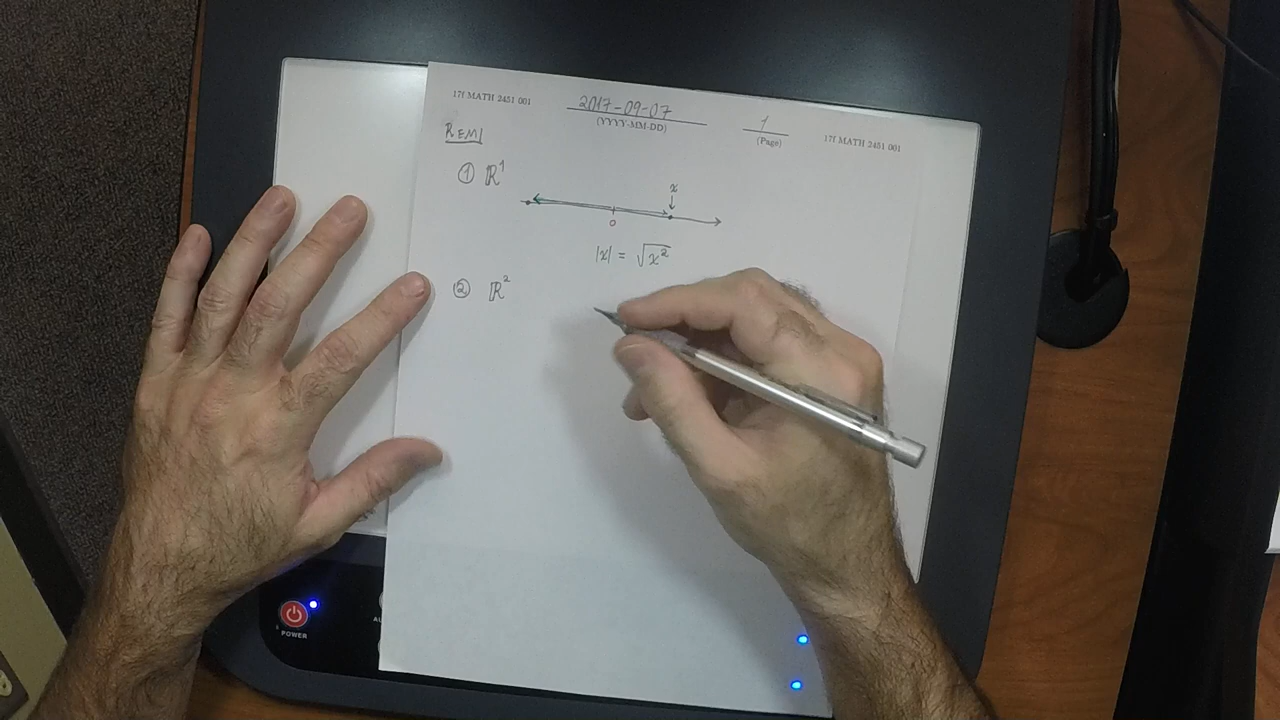 17f MATH 2451 001 2017-09-07 1 17f MATH 2451 001
(YYYY-MM-DD) (Page)
REM/
① ℝ¹
x
0
|x| = √x²
② ℝ²
POWER